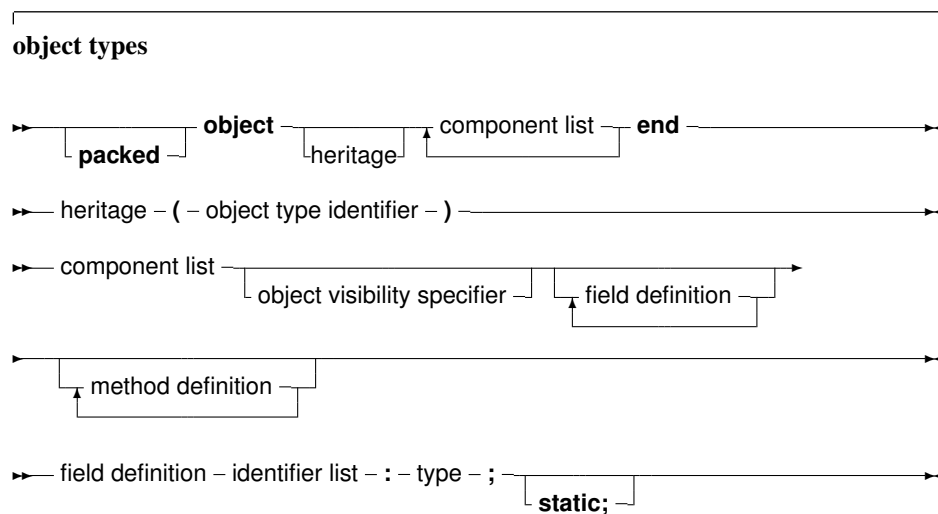 object types
object component list end
packed heritage
heritage ( object type identifier )
component list
object visibility specifier field definition
method definition
field definition identifier list : type ;
static;